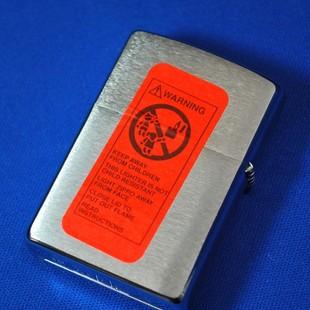 WARNING
KEEP AWAY
FROM CHILDREN
THIS LIGHTER IS NOT
CHILD RESISTANT
LIGHT ZIPPO AWAY
FROM FACE
CLOSE LID TO
PUT OUT FLAME
READ
INSTRUCTIONS